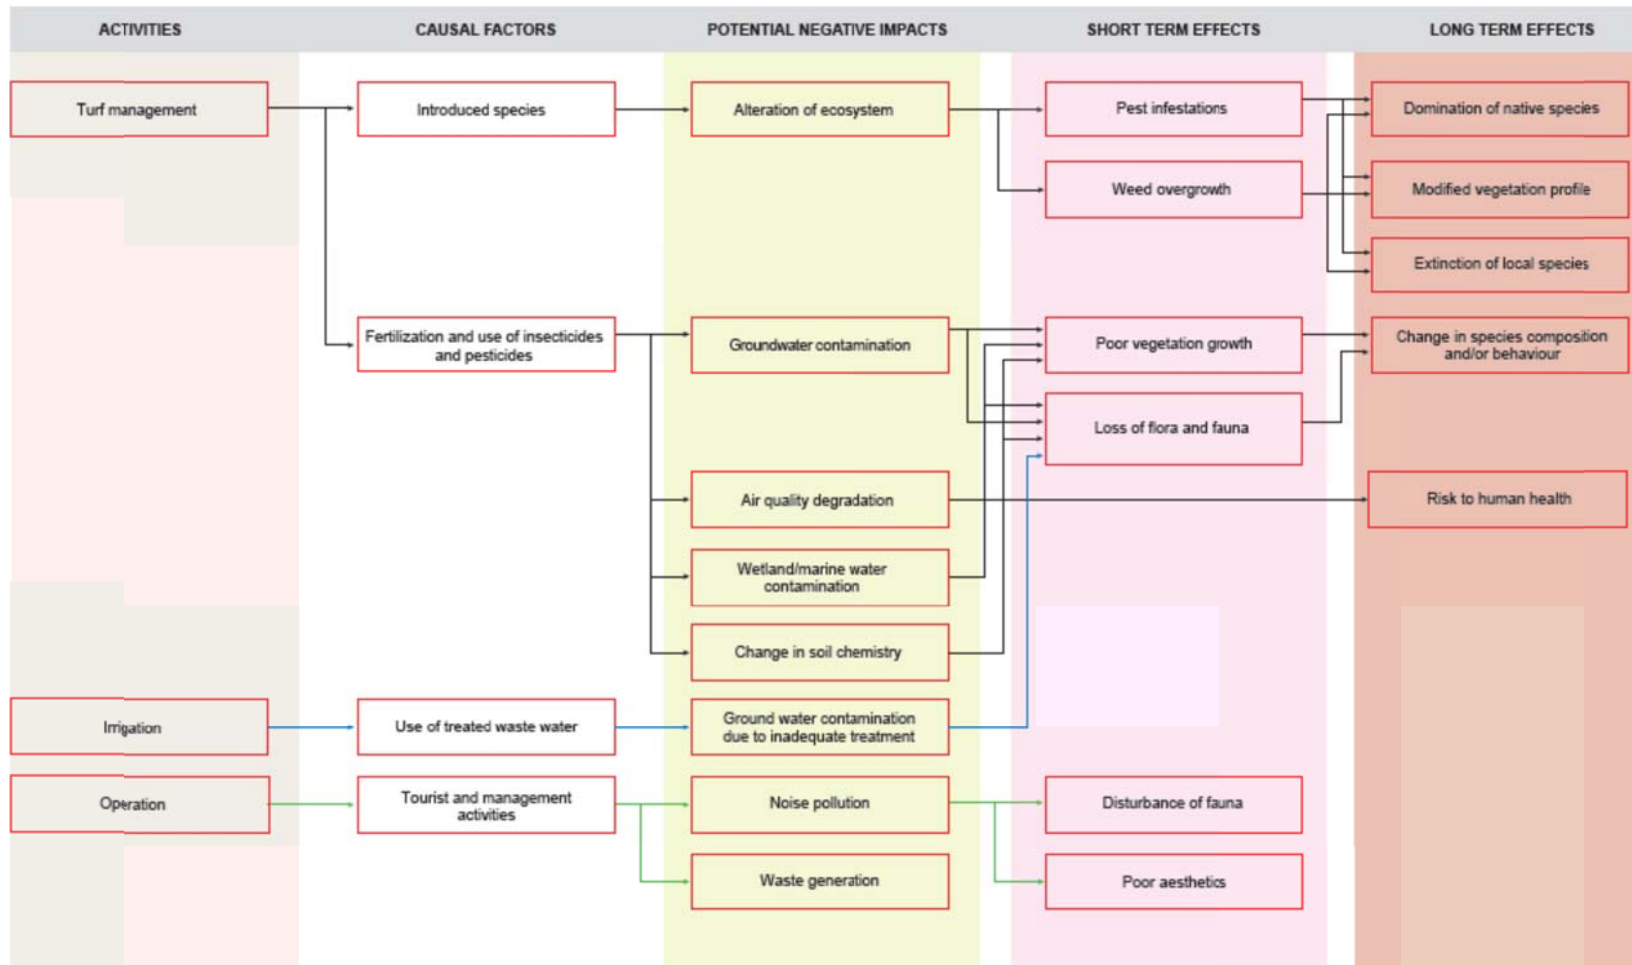 ACTIVITIES
CAUSAL FACTORS
POTENTIAL NEGATIVE IMPACTS
SHORT TERM EFFECTS
LONG TERM EFFECTS
Turf management
Introduced species
Alteration of ecosystem
Pest infestations
Domination of native species
Weed overgrowth
Modified vegetation profile
Extinction of local species
Fertilization and use of insecticides
and pesticides
Groundwater contamination
Poor vegetation growth
Change in species composition
and/or behaviour
Loss of flora and fauna
Air quality degradation
Risk to human health
Wetland/marine water
contamination
Change in soil chemistry
Irrigation
Use of treated waste water
Ground water contamination
due to inadequate treatment
Operation
Tourist and management
activities
Noise pollution
Disturbance of fauna
Waste generation
Poor aesthetics